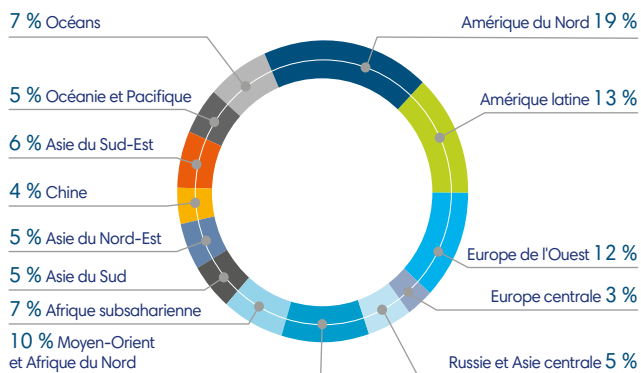 7 % Océans
5 % Océanie et Pacifique
6 % Asie du Sud-Est
4 % Chine
5 % Asie du Nord-Est
5 % Asie du Sud
7 % Afrique subsaharienne
10 % Moyen-Orient
et Afrique du Nord
Amérique du Nord 19 %
Amérique latine 13 %
Europe de l'Ouest 12 %
Europe centrale 3 %
Russie et Asie centrale 5 %